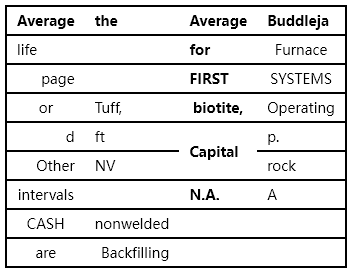 Average the Average Buddleja
life for Furnace
page FIRST SYSTEMS
or Tuff, biotite, Operating
d ft Capital p.
Other NV rock
intervals N.A. A
CASH nonwelded
are Backfilling